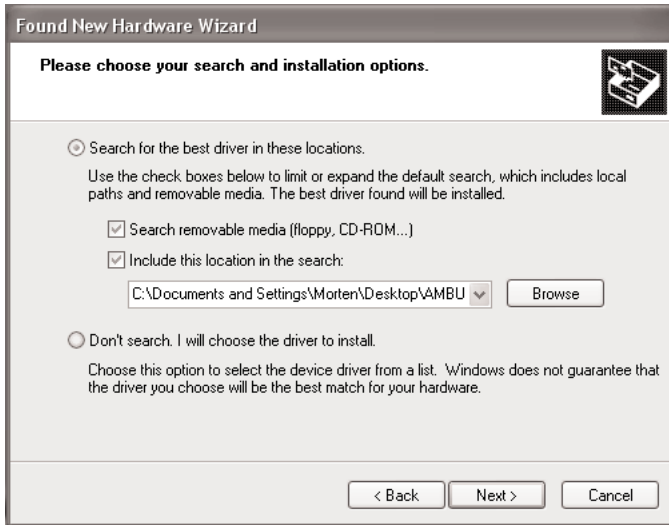 Found New Hardware Wizard
Please choose your search and installation options.
Search for the best driver in these locations.
Use the check boxes below to limit or expand the default search, which includes local
paths and removable media. The best driver found will be installed.
Search removable media (floppy, CD-ROM...)
Include this location in the search:
C:\Documents and Settings\Morten\Desktop\AMBU
Browse
Don't search. I will choose the driver to install.
Choose this option to select the device driver from a list. Windows does not guarantee that
the driver you choose will be the best match for your hardware.
< Back
Next >
Cancel